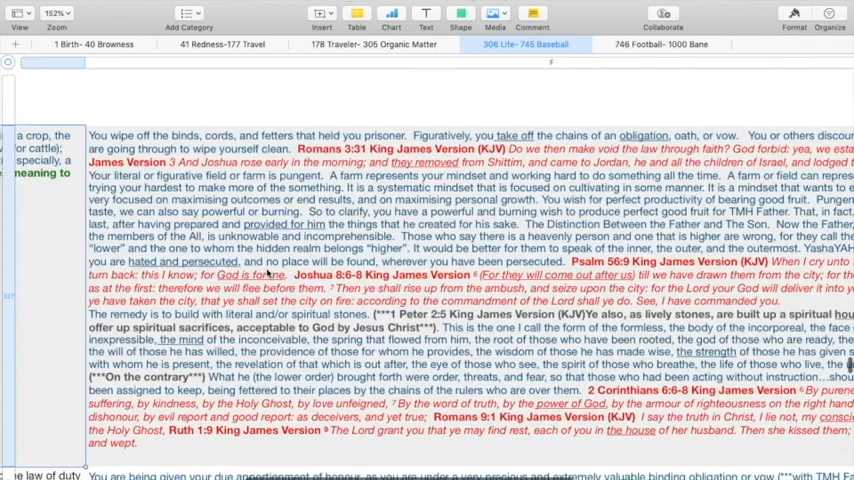 152%
View
Zoom
Add Category
Insert
Table
Chart
Text
Shape
Media
Comment
Collaborate
Format
Organize
1 Birth- 40 Browness
41 Redness-177 Travel
178 Traveler- 305 Organic Matter
306 Life- 745 Baseball
746 Football- 1000 Bane
F
a crop, the
for cattle);
specially, a
meaning to
327
You wipe off the binds, cords, and fetters that held you prisoner. Figuratively, you take off the chains of an obligation, oath, or vow. You or others discou
are going through to wipe yourself clean. Romans 3:31 King James Version (KJV) Do we then make void the law through faith? God forbid: yea, we esta
James Version 3 And Joshua rose early in the morning; and they removed from Shittim, and came to Jordan, he and all the children of Israel, and lodged t
Your literal or figurative field or farm is pungent. A farm represents your mindset and working hard to do something all the time. A farm or field can repre
trying your hardest to make more of the something. It is a systematic mindset that is focused on cultivating in some manner. It is a mindset that wants to e
very focused on maximising outcomes or end results, and on maximising personal growth. You wish for perfect productivity of bearing good fruit. Pungen
taste, we can also say powerful or burning. So to clarify, you have a powerful and burning wish to produce perfect good fruit for TMH Father. That, in fact,
last, after having prepared and provided for him the things that he created for his sake. The Distinction Between the Father and The Son. Now the Father,
the members of the All, is unknowable and incomprehensible. Those who say there is a heavenly person and one that is higher are wrong, for they call the
"lower" and the one to whom the hidden realm belongs "higher". It would be better for them to speak of the inner, the outer, and the outermost. YashaYAH
you are hated and persecuted, and no place will be found, wherever you have been persecuted. Psalm 56:9 King James Version (KJV) When I cry unto t
turn back: this I know; for God is for me. Joshua 8:6-8 King James Version 6 (For they will come out after us) till we have drawn them from the city; for th
as at the first: therefore we will flee before them. 7 Then ye shall rise up from the ambush, and seize upon the city: for the Lord your God will deliver it into y
ye have taken the city, that ye shall set the city on fire: according to the commandment of the Lord shall ye do. See, I have commanded you.
The remedy is to build with literal and/or spiritual stones. (***1 Peter 2:5 King James Version (KJV)Ye also, as lively stones, are built up a spiritual hou
offer up spiritual sacrifices, acceptable to God by Jesus Christ***). This is the one I call the form of the formless, the body of the incorporeal, the face o
inexpressible, the mind of the inconceivable, the spring that flowed from him, the root of those who have been rooted, the god of those who are ready, the
the will of those he has willed, the providence of those for whom he provides, the wisdom of those he has made wise, the strength of those he has given s
with whom he is present, the revelation of that which is out after, the eye of those who see, the spirit of those who breathe, the life of those who live, the
(***On the contrary***) What he (the lower order) brought forth were order, threats, and fear, so that those who had been acting without instruction…shou
been assigned to keep, being fettered to their places by the chains of the rulers who are over them. 2 Corinthians 6:6-8 King James Version 6 By purene
suffering, by kindness, by the Holy Ghost, by love unfeigned, 7 By the word of truth, by the power of God, by the armour of righteousness on the right han
dishonour, by evil report and good report: as deceivers, and yet true; Romans 9:1 King James Version (KJV) I say the truth in Christ, I lie not, my consci
the Holy Ghost, Ruth 1:9 King James Version 9 The Lord grant you that ye may find rest, each of you in the house of her husband. Then she kissed them;
and wept.
e law of duty
You are being given your due apportionment of honour, as you are under a very precious and extremely valuable binding obligation or vow (***with TMH Fa